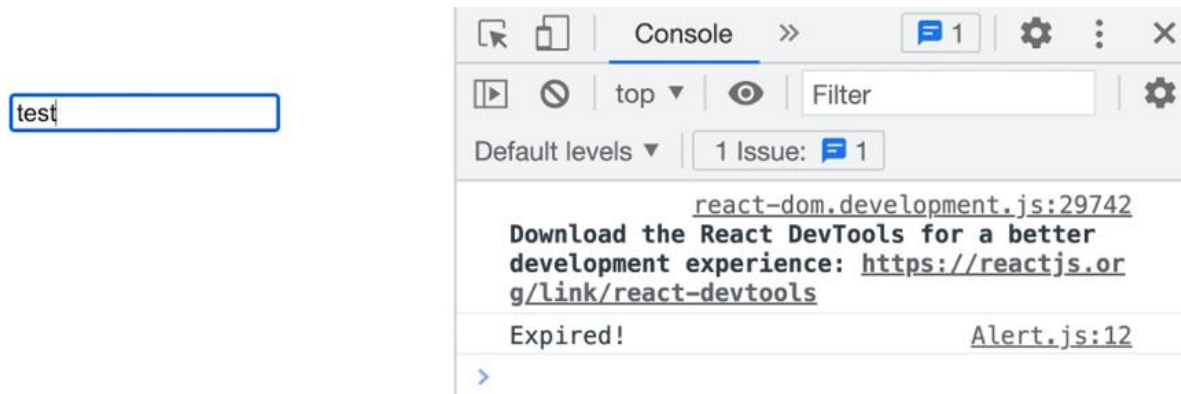 test
Console
1
top ▼
Filter
Default levels ▼
1 Issue: 1
react-dom.development.js:29742
Download the React DevTools for a better
development experience: https://reactjs.or
g/link/react-devtools
Expired!
Alert.js:12
>